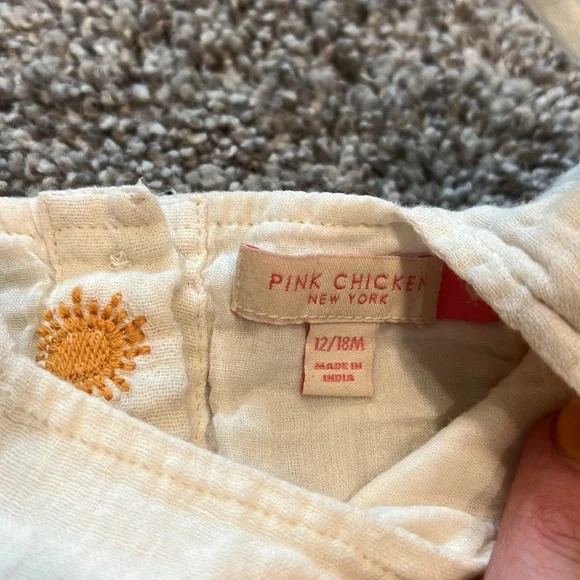 PINK CHICKEN
NEW YORK
12/18M
MADE IN
INDIA